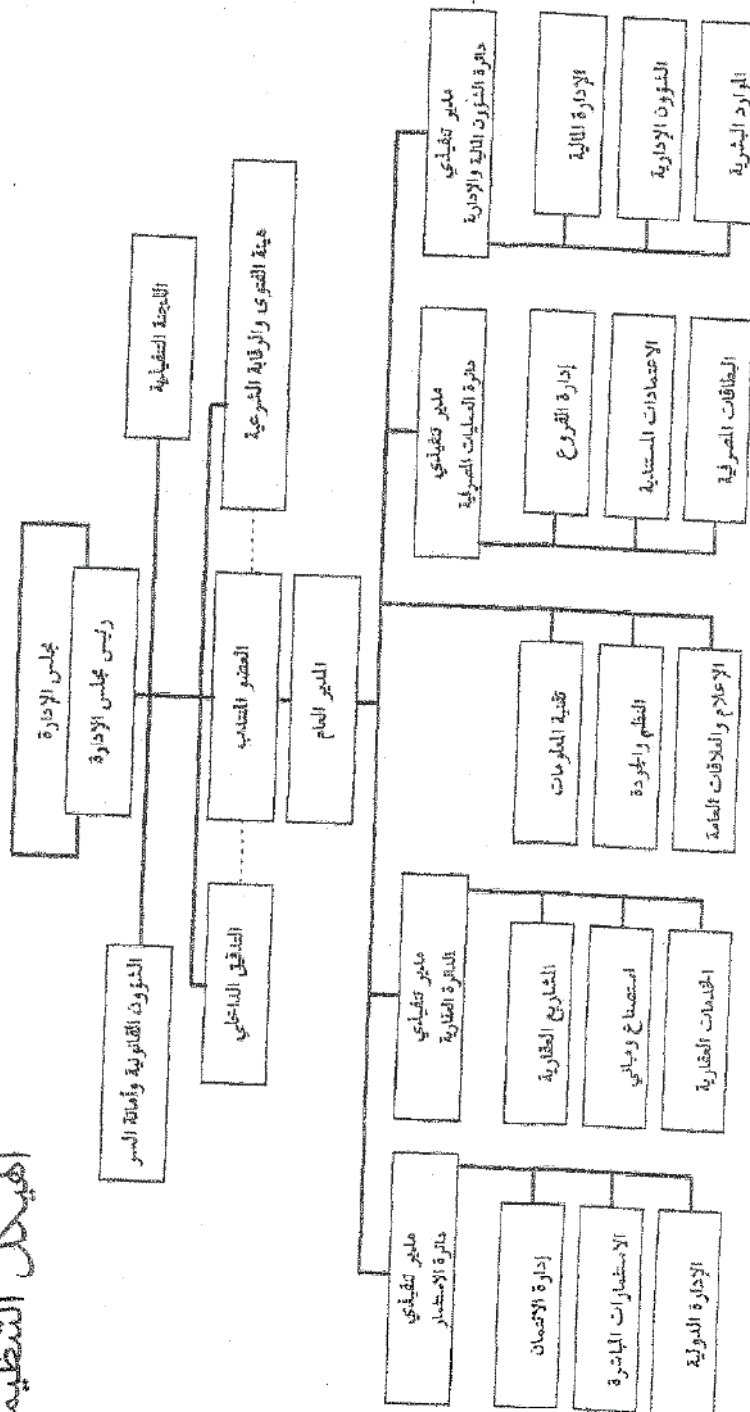 الهيكل التنظيم
مجلس الإدارة
رئيس مجلس الإدارة
اللجنة التنفيذية
الشؤون القانونية وأمانة السر
هيئة الفتوى والرقابة الشرعية
العضو المنتدب
التدقيق الداخلي
المدير العام
مدير تنفيذي
دائرة الشؤون المالية والإدارية
الإدارة المالية
الشؤون الإدارية
الموارد البشرية
مدير تنفيذي
دائرة العمليات المصرفية
إدارة الفروع
الاعتمادات المستندية
البطاقات المصرفية
تقنية المعلومات
النظم والجودة
الإعلام والعلاقات العامة
مدير تنفيذي
الدائرة العقارية
المشاريع العقارية
استصناع ومباني
الخدمات العقارية
مدير تنفيذي
دائرة الاستثمار
إدارة الائتمان
الاستثمارات المباشرة
الإدارة الدولية